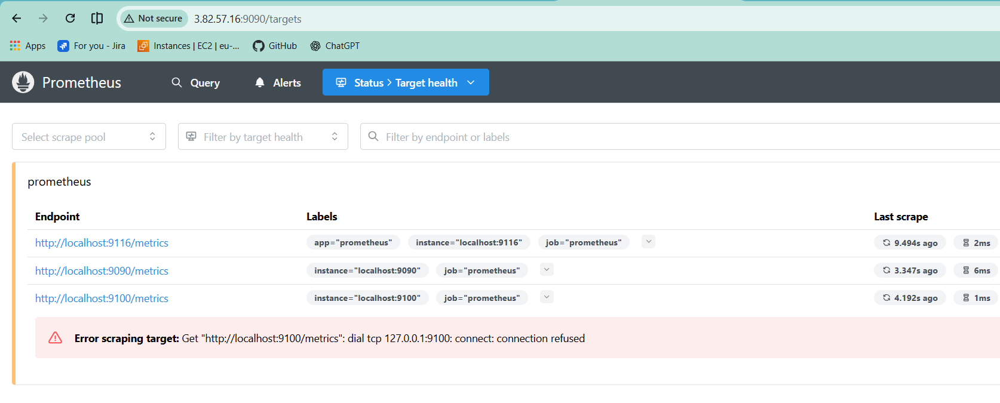 Not secure 3.82.57.16:9090/targets
Apps For you - Jira Instances | EC2 | eu-... GitHub ChatGPT
Prometheus Query Alerts Status > Target health
Select scrape pool Filter by target health Filter by endpoint or labels
prometheus
Endpoint Labels Last scrape
http://localhost:9116/metrics app="prometheus" instance="localhost:9116" job="prometheus" 9.494s ago 2ms
http://localhost:9090/metrics instance="localhost:9090" job="prometheus" 3.347s ago 6ms
http://localhost:9100/metrics instance="localhost:9100" job="prometheus" 4.192s ago 1ms
Error scraping target: Get "http://localhost:9100/metrics": dial tcp 127.0.0.1:9100: connect: connection refused